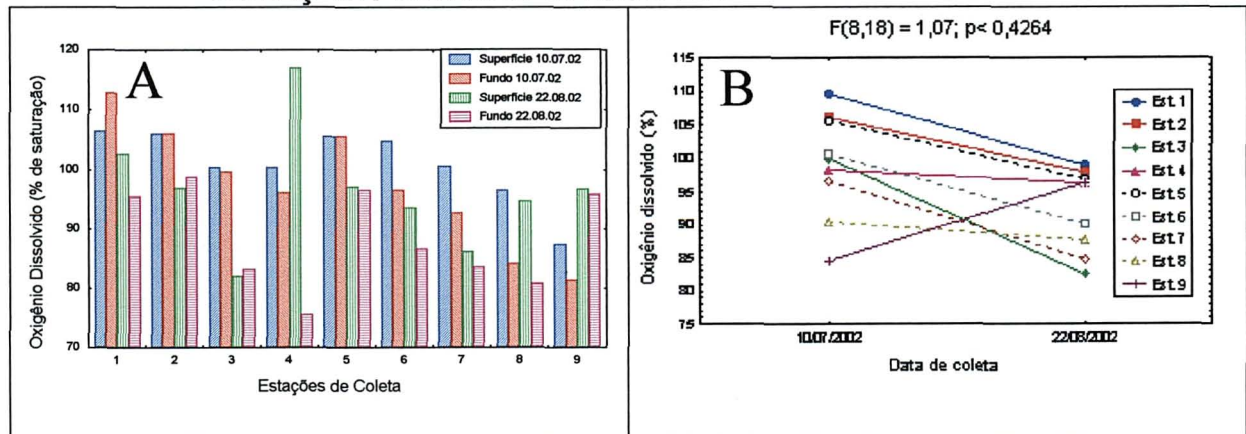 A
Oxigênio Dissolvido (% de saturação)
120
110
100
90
80
70
Superfície 10.07.02
Fundo 10.07.02
Superfície 22.08.02
Fundo 22.08.02
1 2 3 4 5 6 7 8 9
Estações de Coleta
F(8,18) = 1,07; p< 0,4264
B
Oxigênio dissolvido (%)
115
110
105
100
95
90
85
80
75
Est.1
Est.2
Est.3
Est.4
Est.5
Est.6
Est.7
Est.8
Est.9
10/07/2002 22/08/2002
Data de coleta